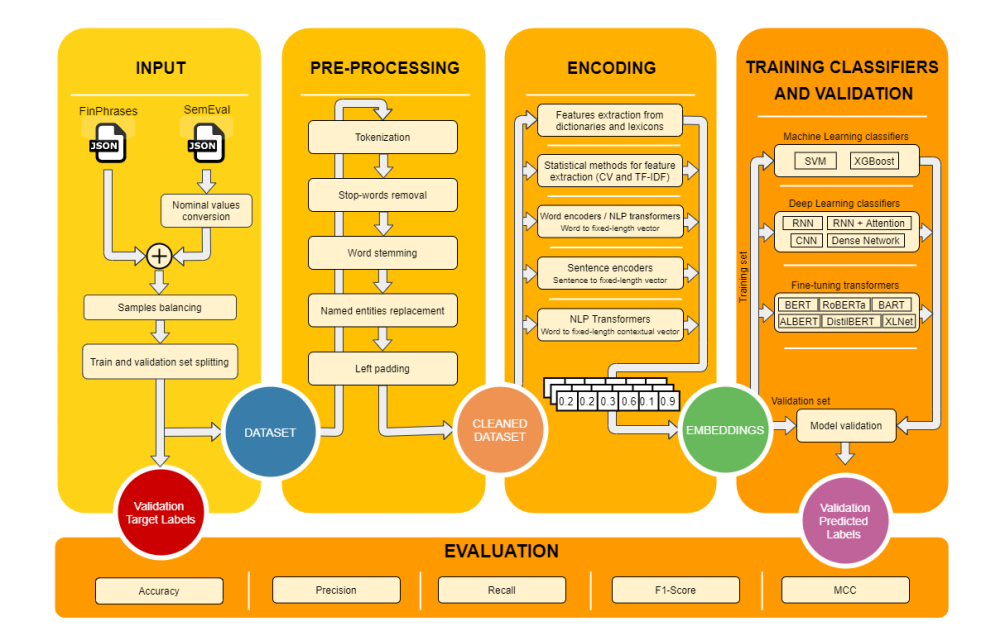 INPUT
FinPhrases
SemEval
JSON
JSON
Nominal values
conversion
Samples balancing
Train and validation set splitting
DATASET
Validation
Target Labels
PRE-PROCESSING
Tokenization
Stop-words removal
Word stemming
Named entities replacement
Left padding
CLEANED
DATASET
ENCODING
Features extraction from
dictionaries and lexicons
Statistical methods for feature
extraction (CV and TF-IDF)
Word encoders / NLP transformers
Word to fixed-length vector
Sentence encoders
Sentence to fixed-length vector
NLP Transformers
Word to fixed-length contextual vector
0.2 0.2 0.3 0.6 0.1 0.9
EMBEDDINGS
TRAINING CLASSIFIERS
AND VALIDATION
Machine Learning classifiers
SVM XGBoost
Deep Learning classifiers
RNN RNN + Attention
CNN Dense Network
Training set
Fine-tuning transformers
BERT RoBERTa BART
ALBERT DistilBERT XLNet
Validation set
Model validation
Validation
Predicted
Labels
EVALUATION
Accuracy
Precision
Recall
F1-Score
MCC